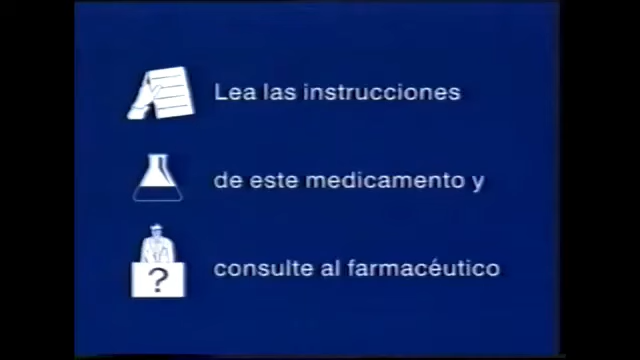 Lea las instrucciones
de este medicamento y
?
consulte al farmacéutico